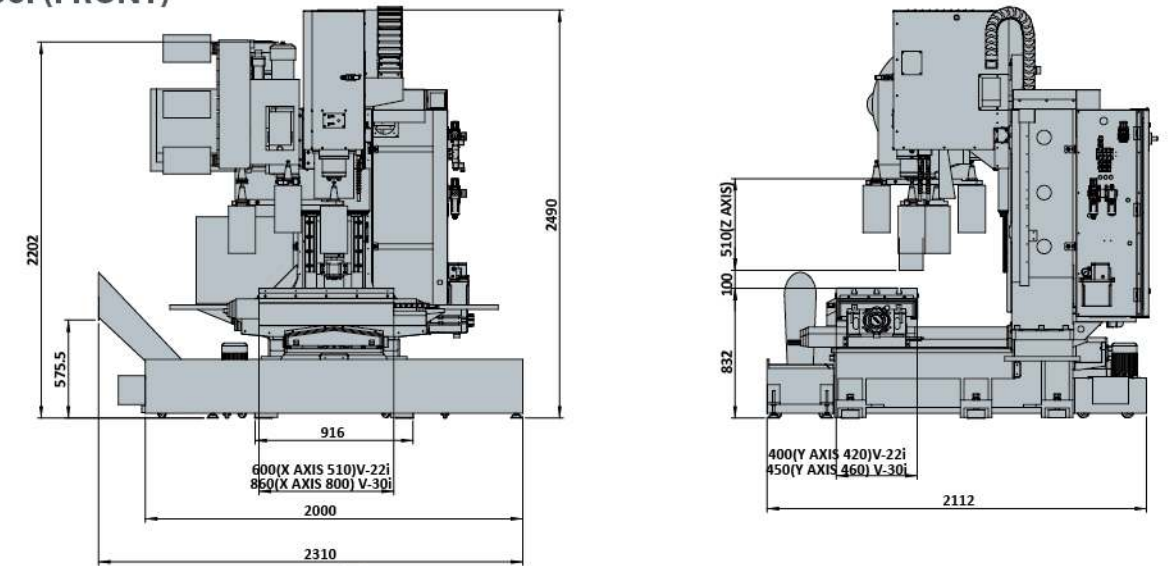 (FRONT)
2202
2490
575.5
916
600(X AXIS 510)V-22i
860(X AXIS 800) V-30i
2000
2310
510(Z AXIS)
100
832
400(Y AXIS 420)V-22i
450(Y AXIS 460) V-30i
2112